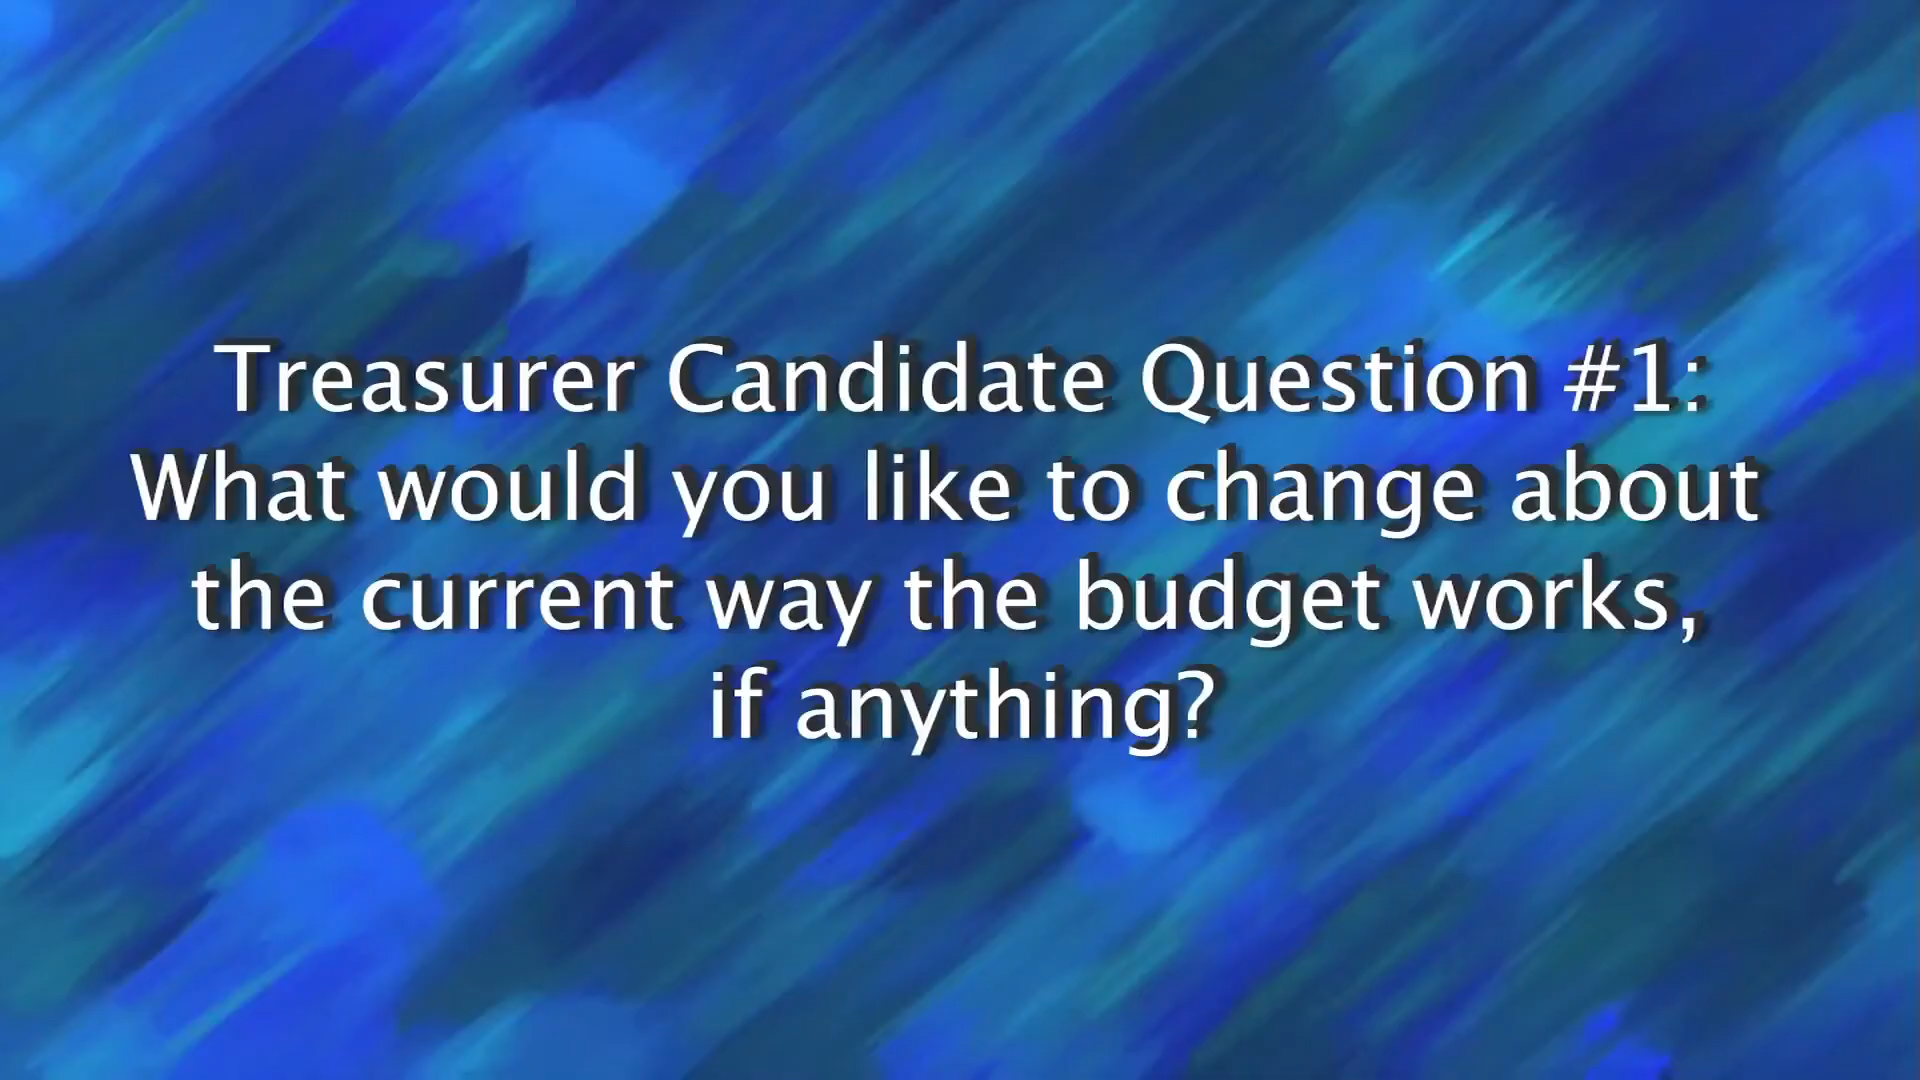 Treasurer Candidate Question #1:
What would you like to change about
the current way the budget works,
if anything?